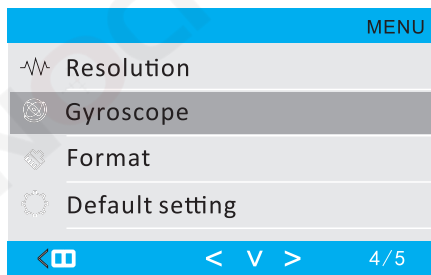 MENU
Resolution
Gyroscope
Format
Default setting
< V > 4/5